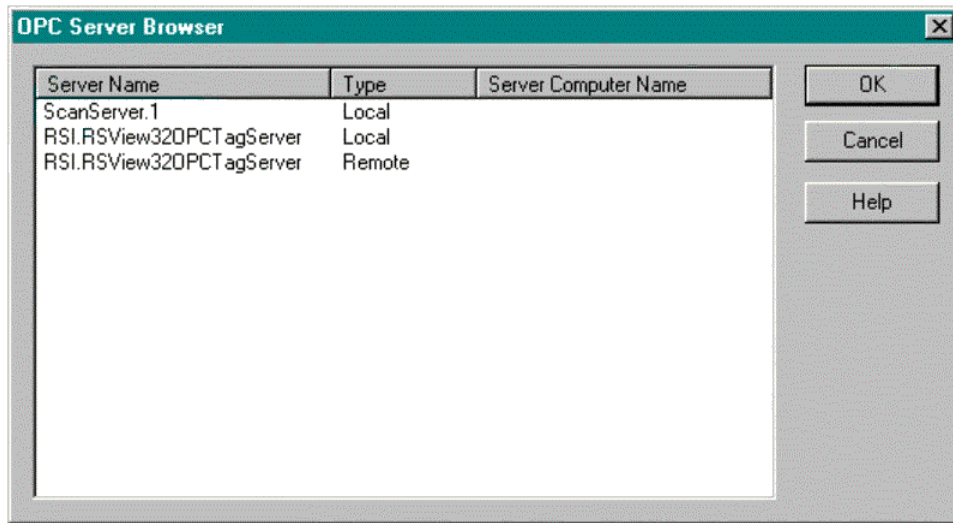 OPC Server Browser
Server Name Type Server Computer Name
ScanServer.1 Local
RSI.RSView32OPCTagServer Local
RSI.RSView32OPCTagServer Remote
OK
Cancel
Help